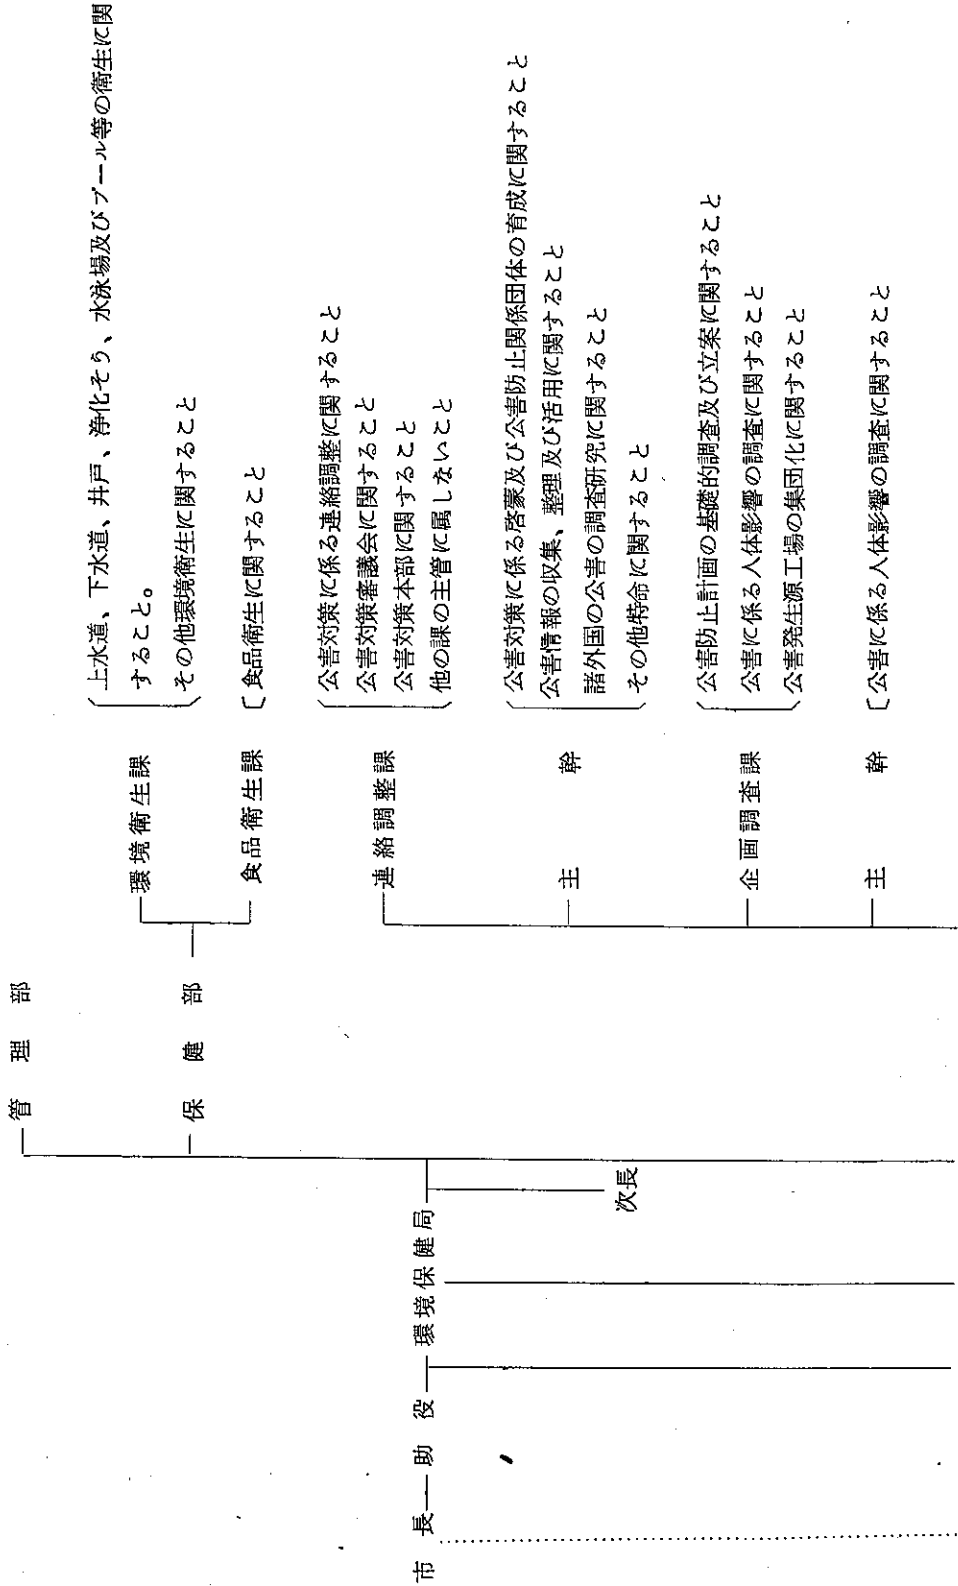 管理部
保健部
環境衛生課
上水道、下水道、井戸、浄化そう、水泳場及びプール等の衛生に関
すること。
その他環境衛生に関すること
食品衛生課
食品衛生に関すること
市長
助役
環境保健局
次長
連絡調整課
公害対策に係る連絡調整に関すること
公害対策審議会に関すること
公害対策本部に関すること
他の課の主管に属しないこと
主幹
公害対策に係る啓蒙及び公害防止関係団体の育成に関すること
公害情報の収集、整理及び活用に関すること
諸外国の公害の調査研究に関すること
その他特命に関すること
企画調査課
公害防止計画の基礎的調査及び立案に関すること
公害に係る人体影響の調査に関すること
公害発生源工場の集団化に関すること
主幹
公害に係る人体影響の調査に関すること